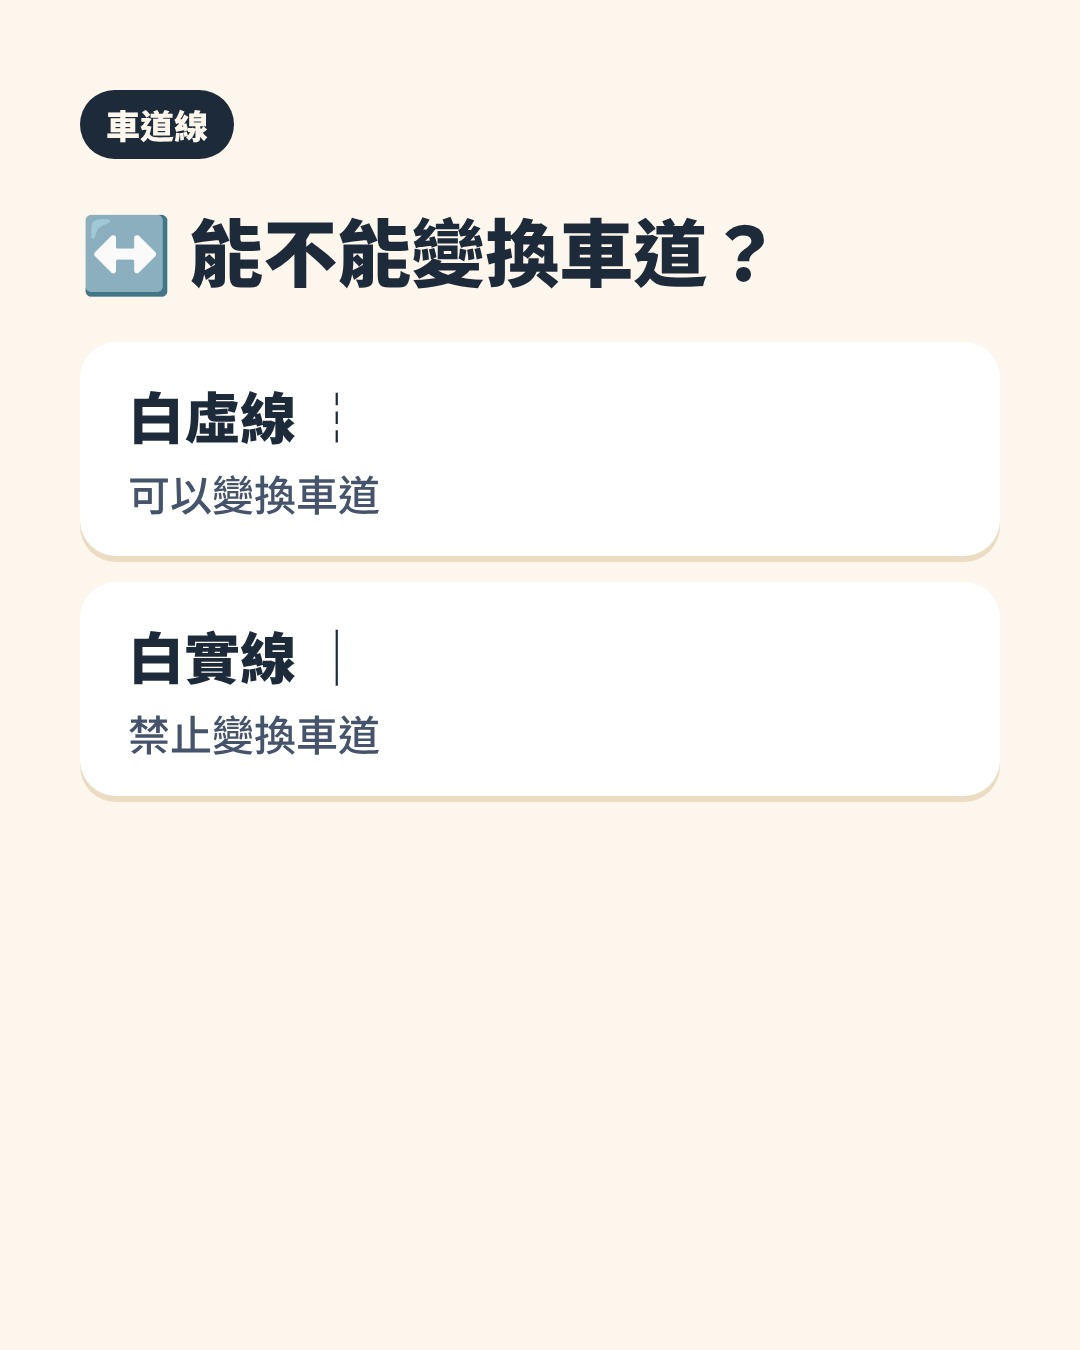 車道線
↔️ 能不能變換車道？
白虛線 ┊
可以變換車道
白實線 │
禁止變換車道